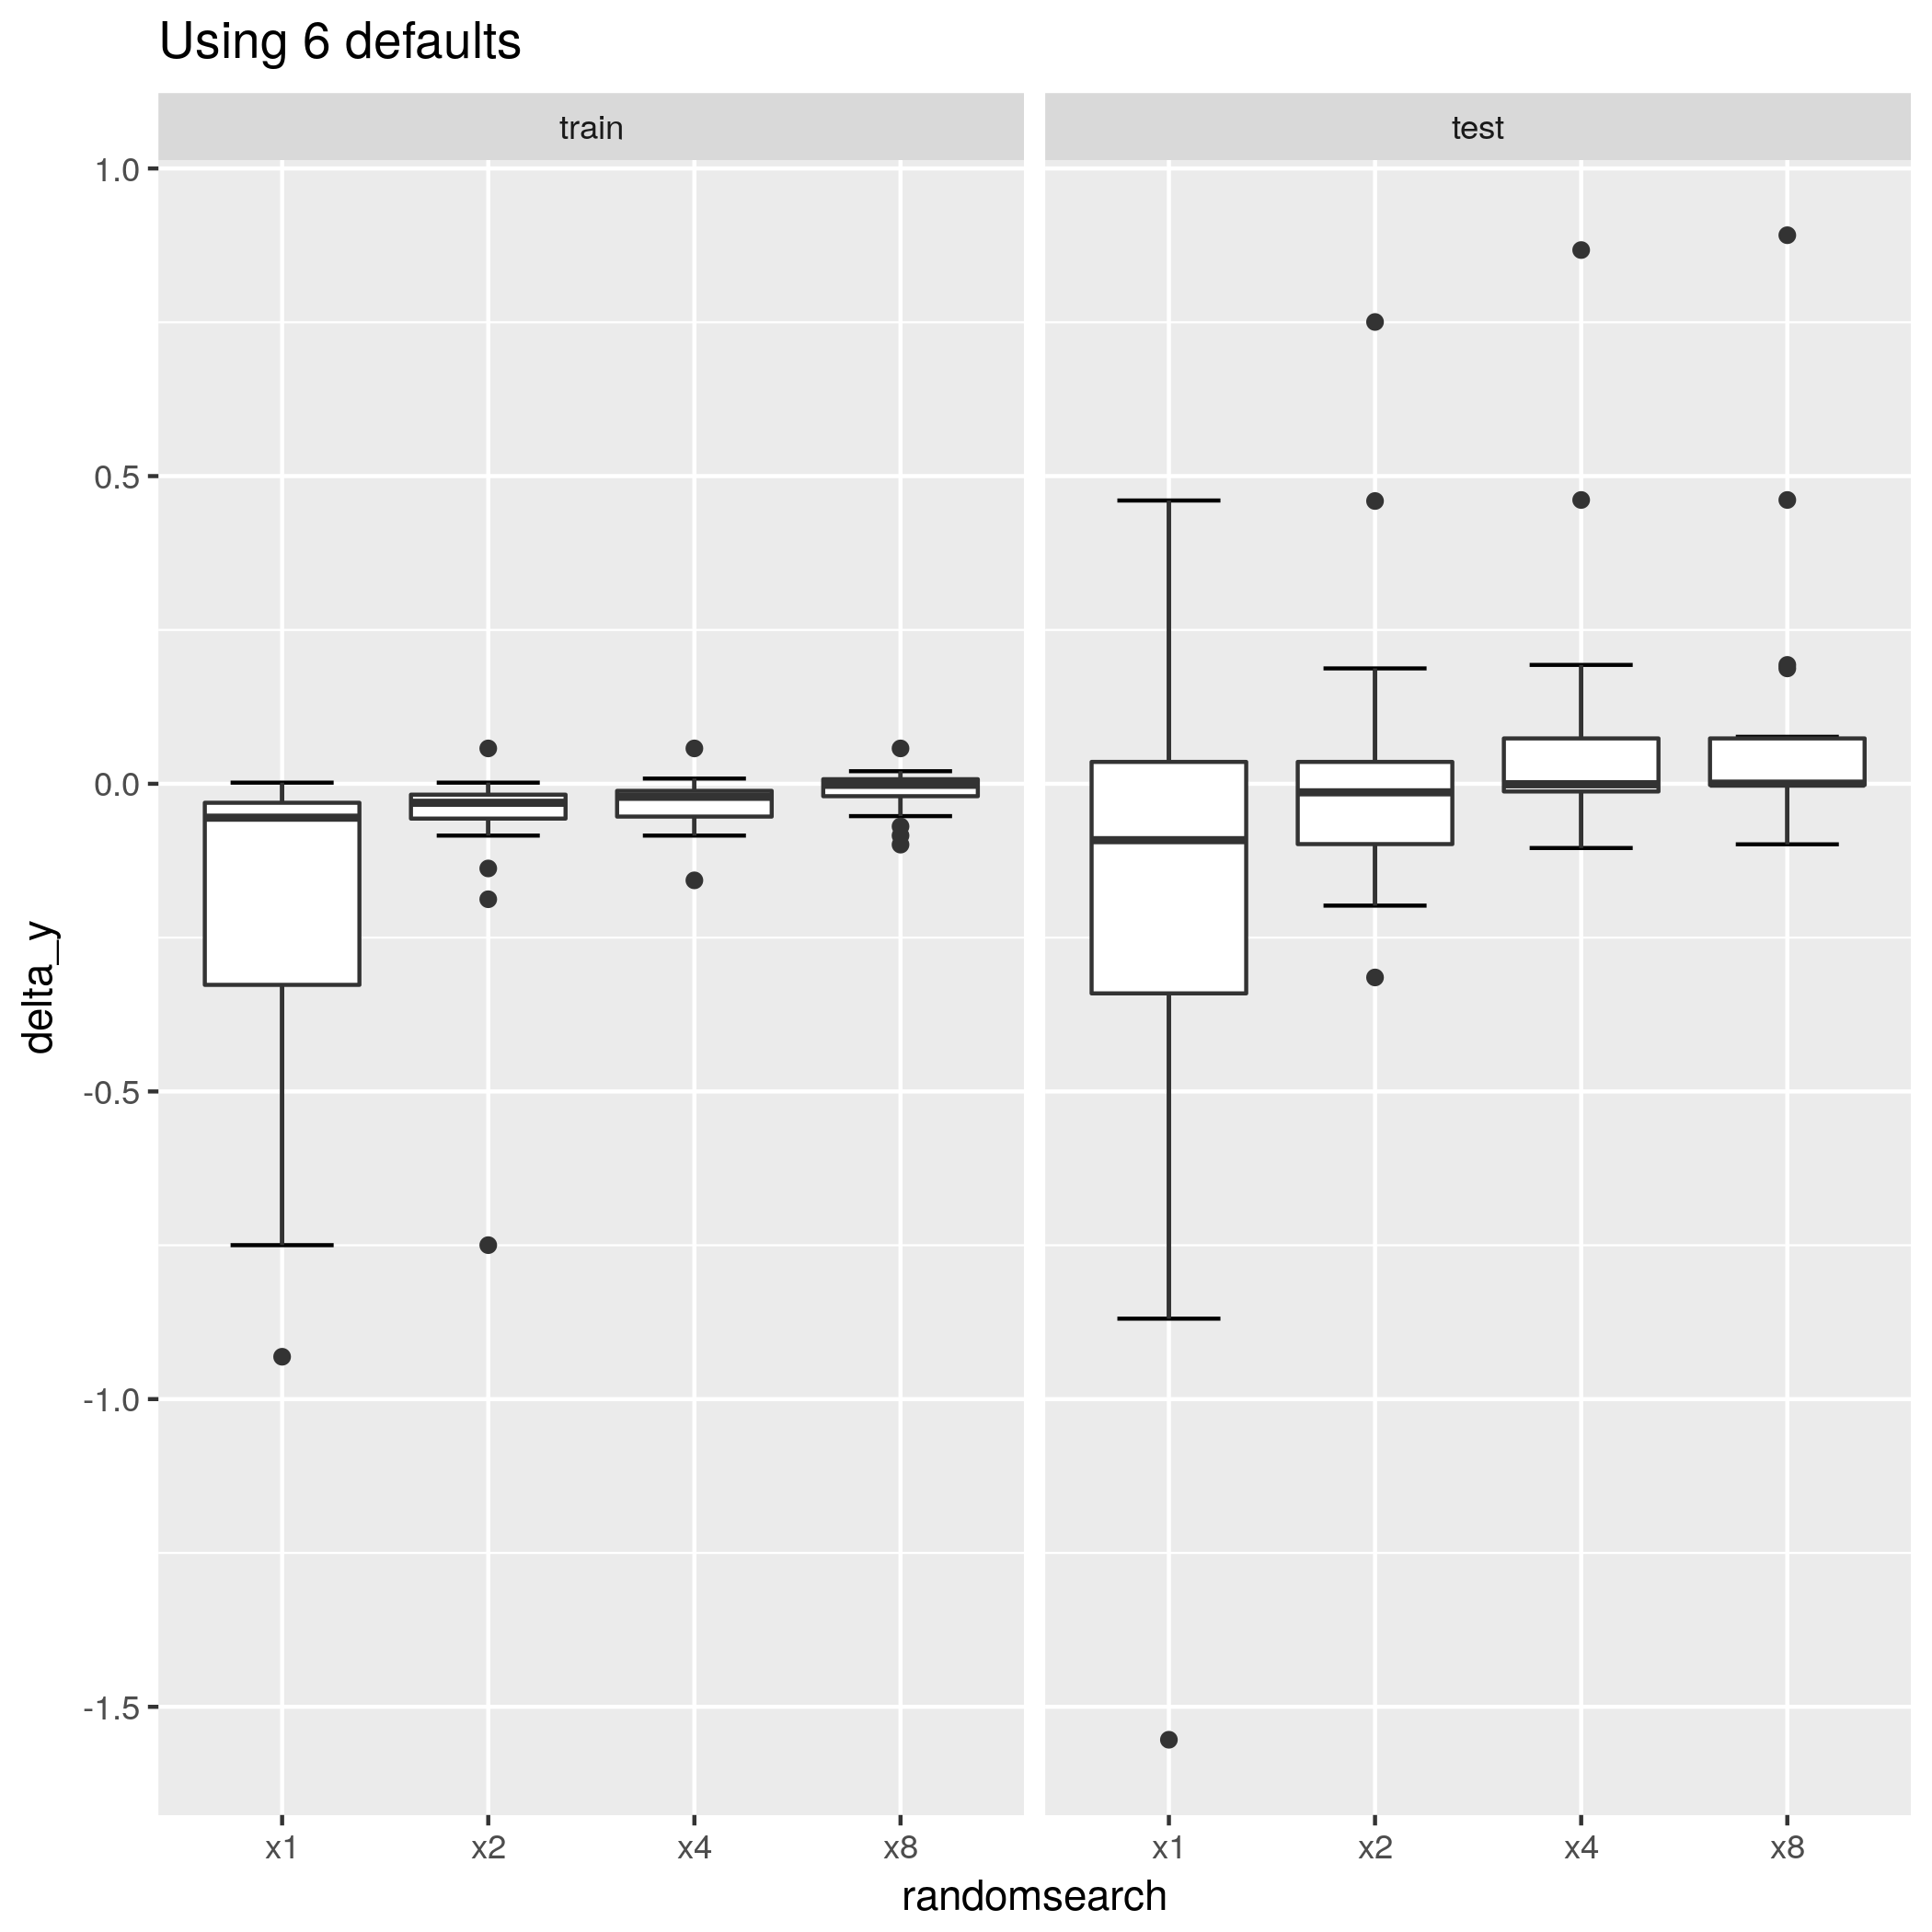 Using 6 defaults
train
test
1.0
0.5
0.0
-0.5
-1.0
-1.5
delta_y
x1 x2 x4 x8
x1 x2 x4 x8
randomsearch